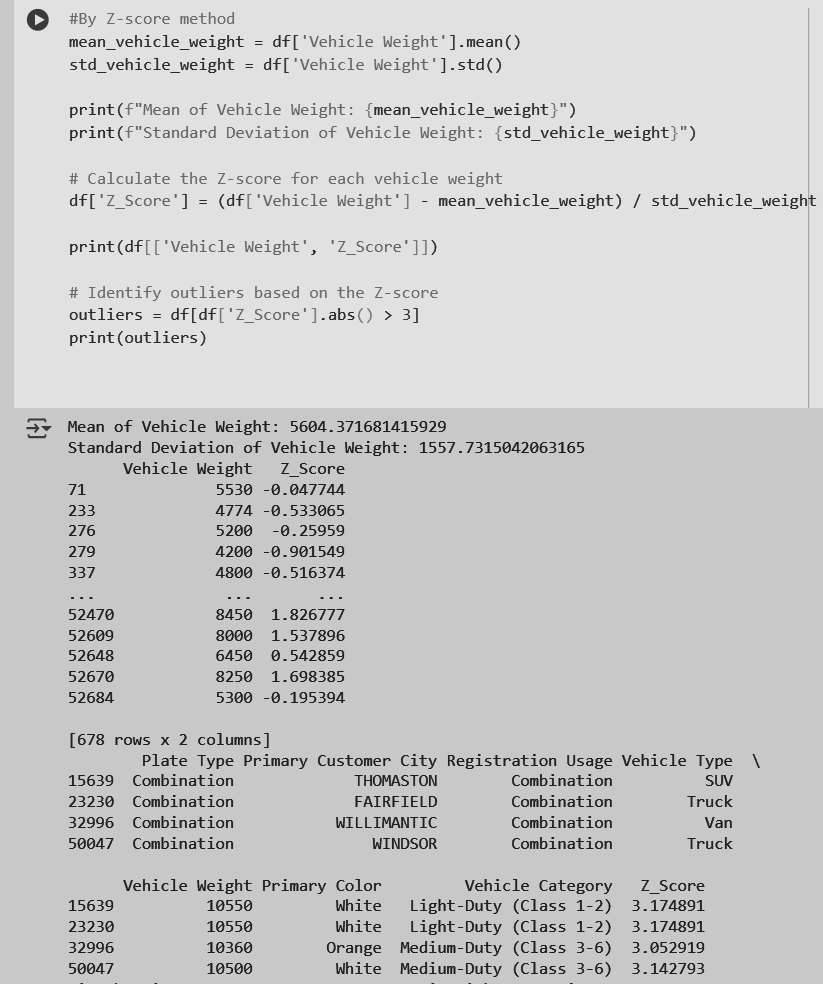 #By Z-score method
mean_vehicle_weight = df['Vehicle Weight'].mean()
std_vehicle_weight = df['Vehicle Weight'].std()
print(f"Mean of Vehicle Weight: {mean_vehicle_weight}")
print(f"Standard Deviation of Vehicle Weight: {std_vehicle_weight}")
# Calculate the Z-score for each vehicle weight
df['Z_Score'] = (df['Vehicle Weight'] - mean_vehicle_weight) / std_vehicle_weight
print(df[['Vehicle Weight', 'Z_Score']])
# Identify outliers based on the Z-score
outliers = df[df['Z_Score'].abs() > 3]
print(outliers)
Mean of Vehicle Weight: 5604.371681415929
Standard Deviation of Vehicle Weight: 1557.7315042063165
Vehicle Weight Z_Score
71 5530 -0.047744
233 4774 -0.533065
276 5200 -0.25959
279 4200 -0.901549
337 4800 -0.516374
... ... ...
52470 8450 1.826777
52609 8000 1.537896
52648 6450 0.542859
52670 8250 1.698385
52684 5300 -0.195394
[678 rows x 2 columns]
Plate Type Primary Customer City Registration Usage Vehicle Type \
15639 Combination THOMASTON Combination SUV
23230 Combination FAIRFIELD Combination Truck
32996 Combination WILLIMANTIC Combination Van
50047 Combination WINDSOR Combination Truck
Vehicle Weight Primary Color Vehicle Category Z_Score
15639 10550 White Light-Duty (Class 1-2) 3.174891
23230 10550 White Light-Duty (Class 1-2) 3.174891
32996 10360 Orange Medium-Duty (Class 3-6) 3.052919
50047 10500 White Medium-Duty (Class 3-6) 3.142793